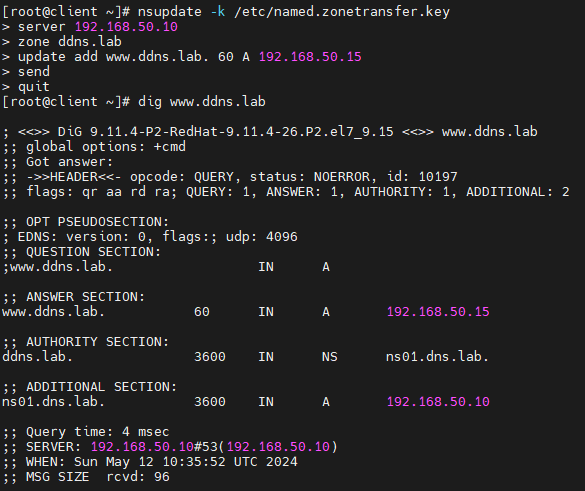 [root@client ~]# nsupdate -k /etc/named.zonetransfer.key
> server 192.168.50.10
> zone ddns.lab
> update add www.ddns.lab. 60 A 192.168.50.15
> send
> quit
[root@client ~]# dig www.ddns.lab

; <<>> DiG 9.11.4-P2-RedHat-9.11.4-26.P2.el7_9.15 <<>> www.ddns.lab
;; global options: +cmd
;; Got answer:
;; ->>HEADER<<- opcode: QUERY, status: NOERROR, id: 10197
;; flags: qr aa rd ra; QUERY: 1, ANSWER: 1, AUTHORITY: 1, ADDITIONAL: 2

;; OPT PSEUDOSECTION:
; EDNS: version: 0, flags:; udp: 4096
;; QUESTION SECTION:
;www.ddns.lab. IN A

;; ANSWER SECTION:
www.ddns.lab. 60 IN A 192.168.50.15

;; AUTHORITY SECTION:
ddns.lab. 3600 IN NS ns01.dns.lab.

;; ADDITIONAL SECTION:
ns01.dns.lab. 3600 IN A 192.168.50.10

;; Query time: 4 msec
;; SERVER: 192.168.50.10#53(192.168.50.10)
;; WHEN: Sun May 12 10:35:52 UTC 2024
;; MSG SIZE rcvd: 96